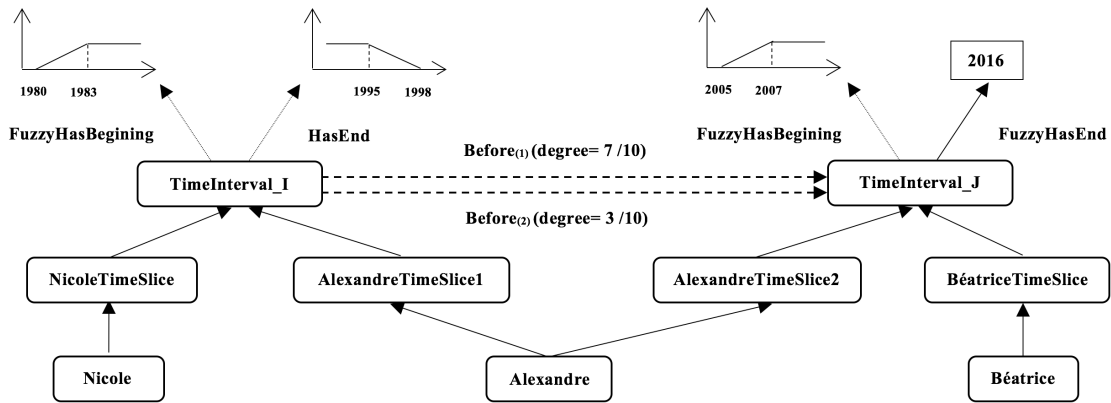 2016
1980 1983
1995 1998
2005 2007
FuzzyHasBegining
HasEnd
FuzzyHasBegining
FuzzyHasEnd
Before(1) (degree= 7 /10)
TimeInterval_I
TimeInterval_J
Before(2) (degree= 3 /10)
NicoleTimeSlice
AlexandreTimeSlice1
AlexandreTimeSlice2
BéatriceTimeSlice
Nicole
Alexandre
Béatrice